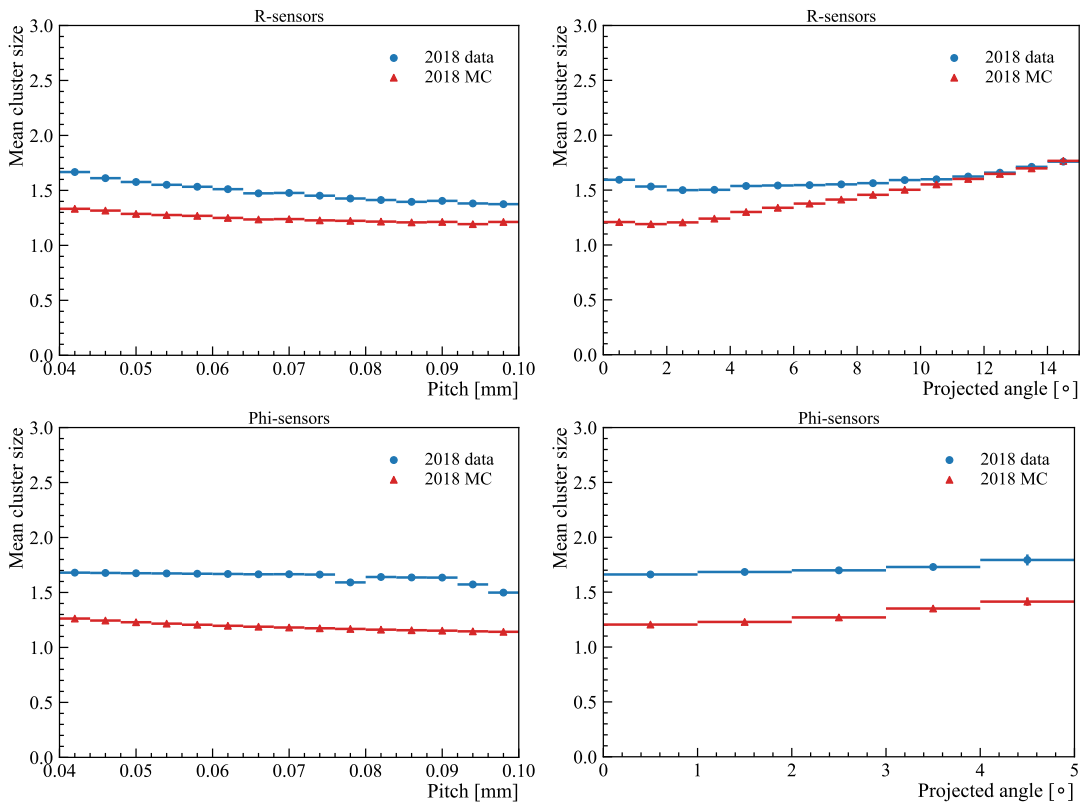 R-sensors
Mean cluster size
3.0
2.5
2.0
1.5
1.0
0.5
0.0
2018 data
2018 MC
0.04 0.05 0.06 0.07 0.08 0.09 0.10
Pitch [mm]
R-sensors
Mean cluster size
3.0
2.5
2.0
1.5
1.0
0.5
0.0
2018 data
2018 MC
0 2 4 6 8 10 12 14
Projected angle [∘]
Phi-sensors
Mean cluster size
3.0
2.5
2.0
1.5
1.0
0.5
0.0
2018 data
2018 MC
0.04 0.05 0.06 0.07 0.08 0.09 0.10
Pitch [mm]
Phi-sensors
Mean cluster size
3.0
2.5
2.0
1.5
1.0
0.5
0.0
2018 data
2018 MC
0 1 2 3 4 5
Projected angle [∘]